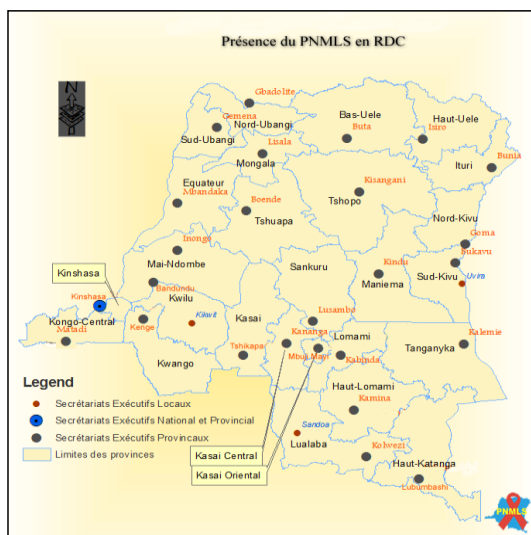 Présence du PNMLS en RDC
N
Gbadolite
Gemena
Nord-Ubangi
Sud-Ubangi
Lisala
Mongala
Bas-Uele
Buta
Haut-Uele
Isiro
Ituri
Bunia
Equateur
Mbandaka
Boende
Tshuapa
Kisangani
Tshopo
Nord-Kivu
Goma
Bukavu
Inongo
Mai-Ndombe
Sankuru
Kindu
Maniema
Sud-Kivu
Uvira
Kinshasa
Kinshasa
Bandundu
Kwilu
Kikwit
Kasai
Lusambo
Kongo-Central
Matadi
Kenge
Kananga
Lomami
Mbuji Mayi
Kabinda
Tanganyka
Kalemie
Kwango
Tshikapa
Haut-Lomami
Kamina
Sandoa
Lualaba
Kolwezi
Haut-Katanga
Lubumbashi
Kasai Central
Kasai Oriental
Legend
Secrétariats Exécutifs Locaux
Secrétariats Exécutifs National et Provincial
Secrétariats Exécutifs Provincaux
Limites des provinces
PNMLS